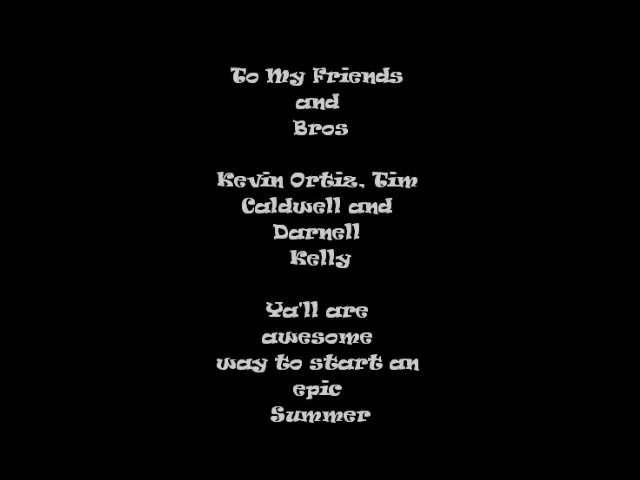 To My Friends
and
Bros
Kevin Ortiz, Tim
Caldwell and
Darnell
Kelly
Ya'll are
awesome
way to start an
epic
Summer